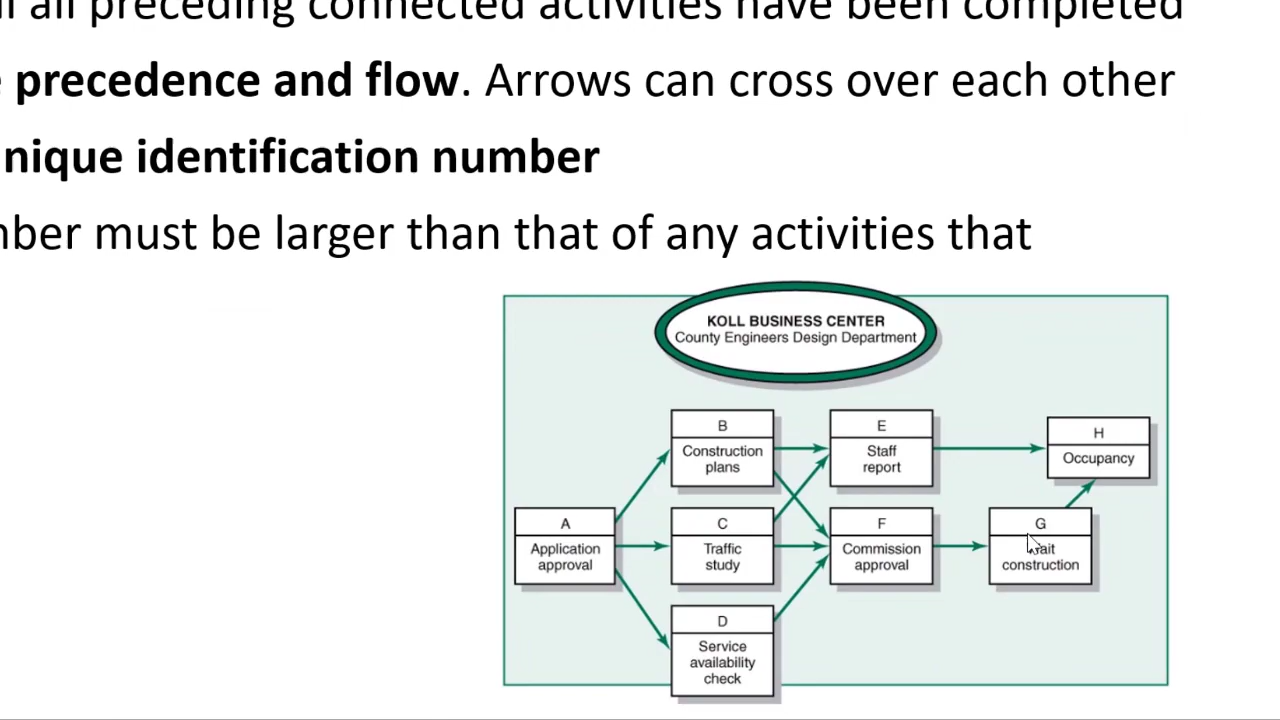 all preceding connected activities have been completed
precedence and flow. Arrows can cross over each other
nique identification number
ber must be larger than that of any activities that
KOLL BUSINESS CENTER
County Engineers Design Department
B
Construction
plans
E
Staff
report
H
Occupancy
A
Application
approval
C
Traffic
study
F
Commission
approval
G
construction
D
Service
availability
check